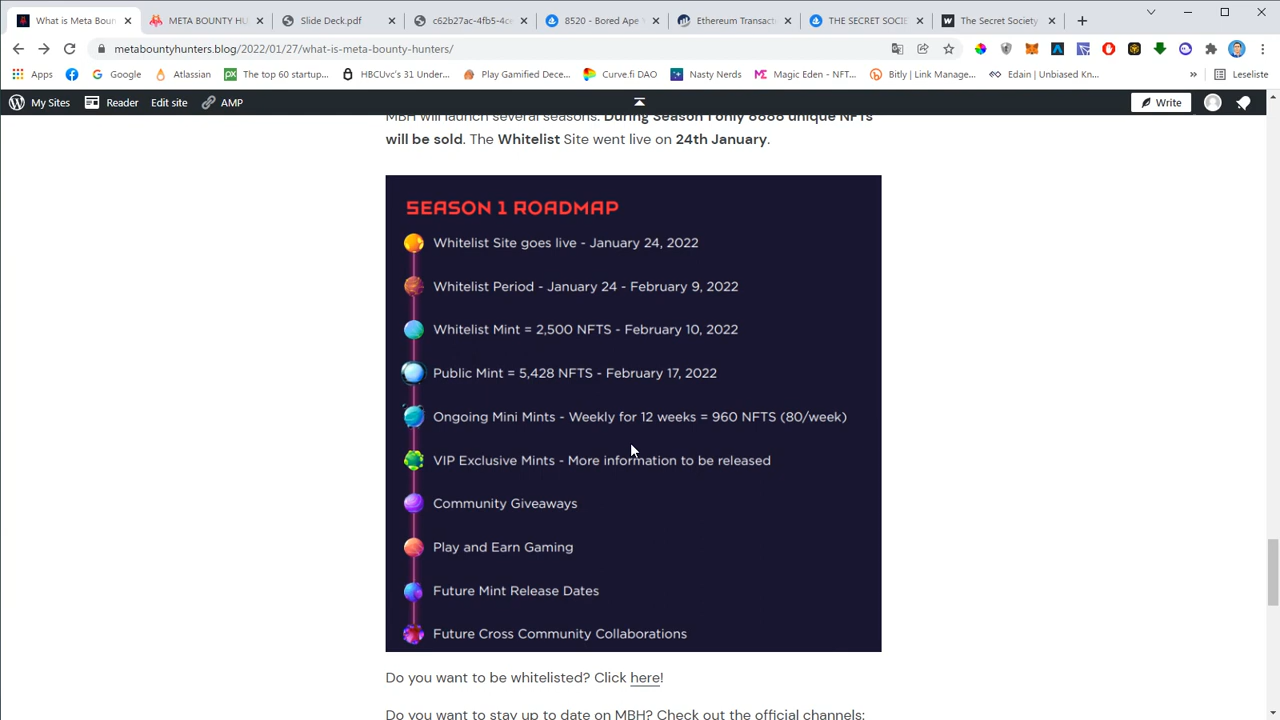 What is Meta Boun
META BOUNTY HU
Slide Deck.pdf
c62b27ac-4fb5-4ce
8520 - Bored Ape
Ethereum Transact
THE SECRET SOCIE
The Secret Society
metabountyhunters.blog/2022/01/27/what-is-meta-bounty-hunters/
Apps
Google
Atlassian
The top 60 startup...
HBCUvc's 31 Under...
Play Gamified Dece...
Curve.fi DAO
Nasty Nerds
Magic Eden - NFT...
Bitly | Link Manage...
Edain | Unbiased Kn...
»
Leseliste
My Sites
Reader
Edit site
AMP
Write
MBH will launch several seasons. During Season 1 only 8888 unique NFTs
will be sold. The Whitelist Site went live on 24th January.
SEASON 1 ROADMAP
Whitelist Site goes live - January 24, 2022
Whitelist Period - January 24 - February 9, 2022
Whitelist Mint = 2,500 NFTS - February 10, 2022
Public Mint = 5,428 NFTS - February 17, 2022
Ongoing Mini Mints - Weekly for 12 weeks = 960 NFTS (80/week)
VIP Exclusive Mints - More information to be released
Community Giveaways
Play and Earn Gaming
Future Mint Release Dates
Future Cross Community Collaborations
Do you want to be whitelisted? Click here!
Do you want to stay up to date on MBH? Check out the official channels: